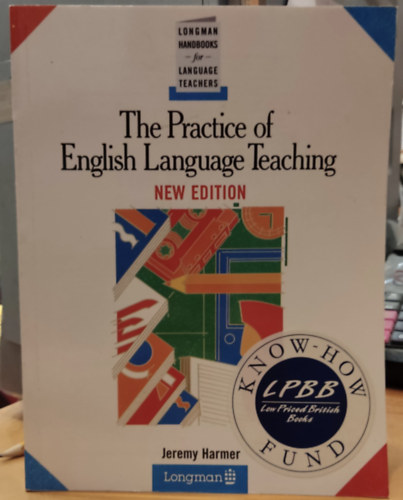 LONGMAN
HANDBOOKS
- for -
LANGUAGE
TEACHERS
The Practice of
English Language Teaching
NEW EDITION
KNOW-HOW
LPBB
Low Priced British
Books
FUND
Jeremy Harmer
Longman